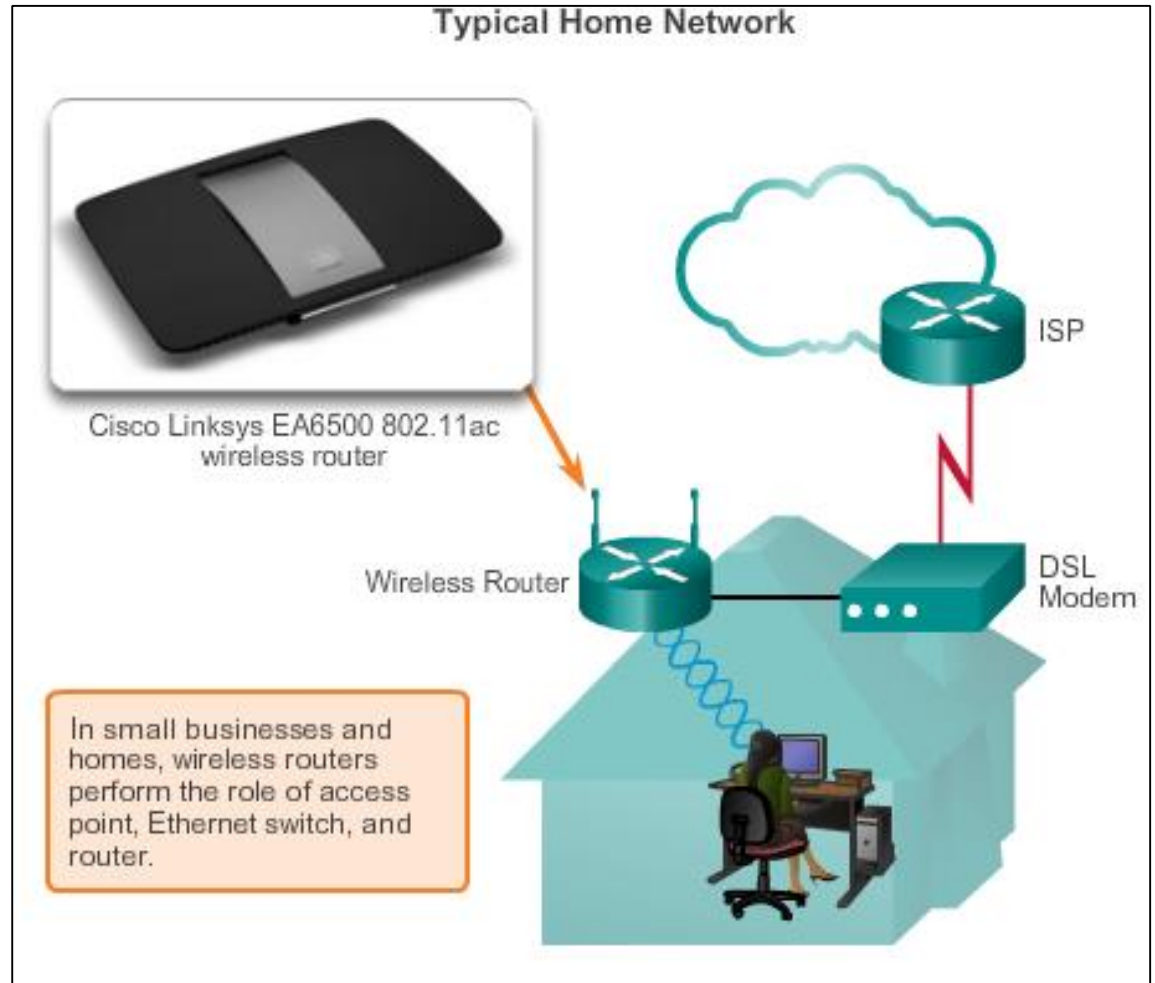 Typical Home Network
Cisco Linksys EA6500 802.11ac
wireless router
ISP
Wireless Router
DSL
Modem
In small businesses and
homes, wireless routers
perform the role of access
point, Ethernet switch, and
router.